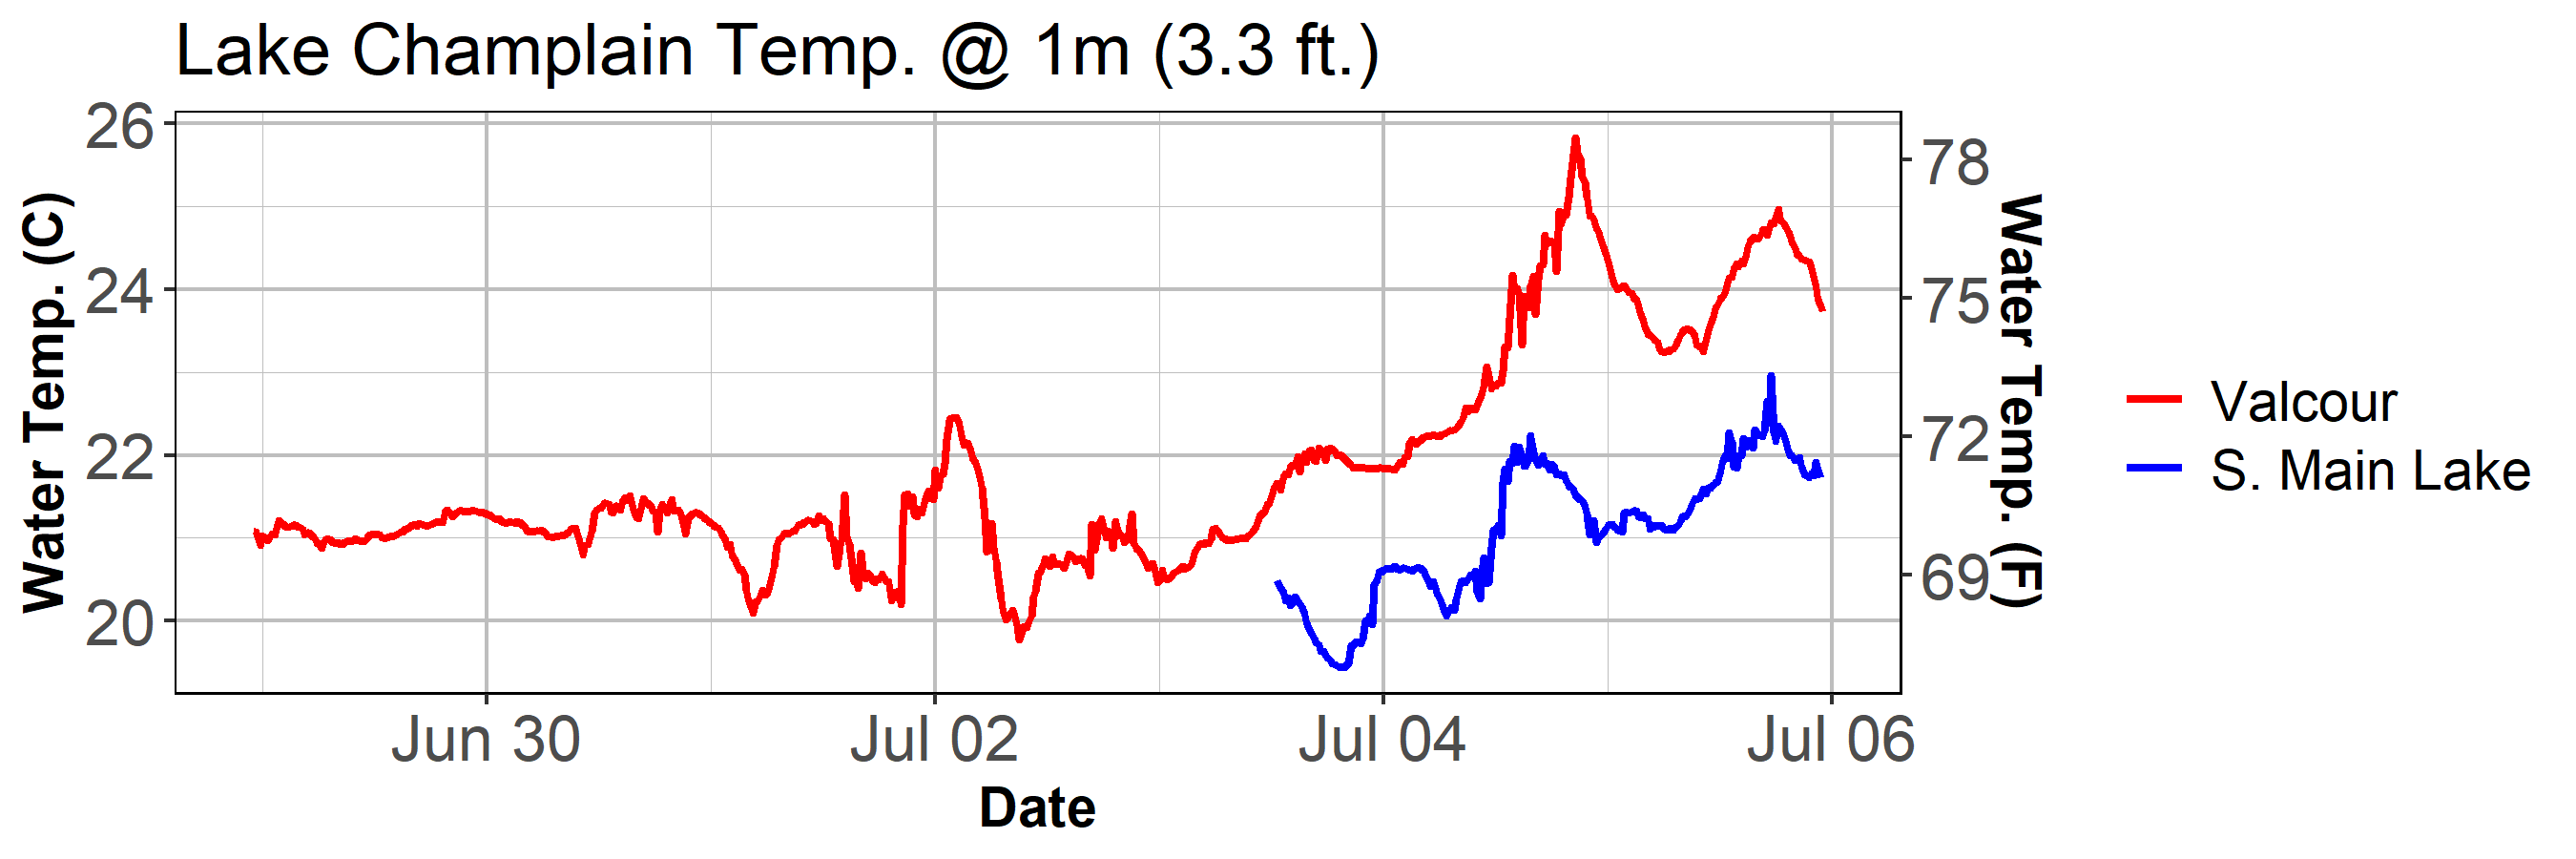 Lake Champlain Temp. @ 1m (3.3 ft.)
Water Temp. (C)
26
24
22
20
78
75
72
69
Water Temp. (F)
Jun 30
Jul 02
Jul 04
Jul 06
Date
Valcour
S. Main Lake